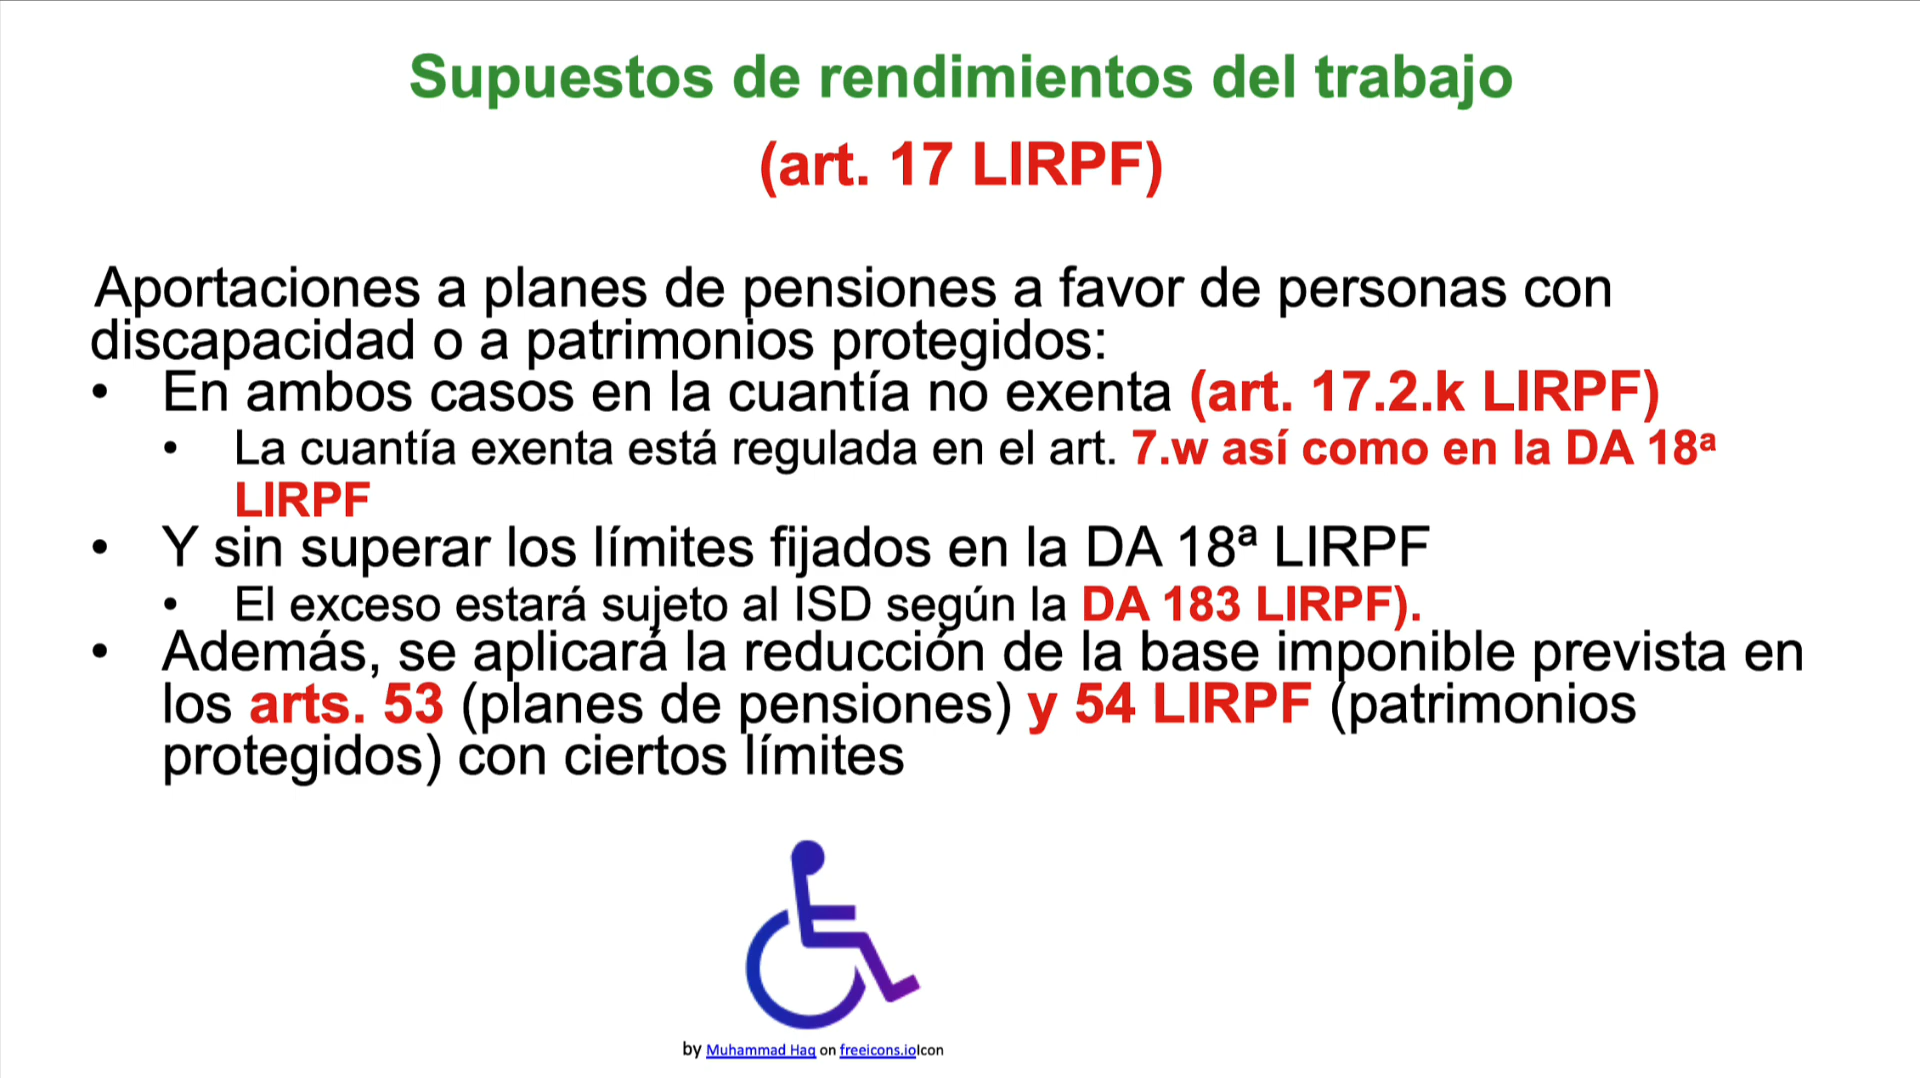 Supuestos de rendimientos del trabajo
(art. 17 LIRPF)
Aportaciones a planes de pensiones a favor de personas con
discapacidad o a patrimonios protegidos:
• En ambos casos en la cuantía no exenta (art. 17.2.k LIRPF)
• La cuantía exenta está regulada en el art. 7.w así como en la DA 18ª
LIRPF
• Y sin superar los límites fijados en la DA 18ª LIRPF
• El exceso estará sujeto al ISD según la DA 183 LIRPF).
• Además, se aplicará la reducción de la base imponible prevista en
los arts. 53 (planes de pensiones) y 54 LIRPF (patrimonios
protegidos) con ciertos límites
by Muhammad Haq on freeicons.ioIcon